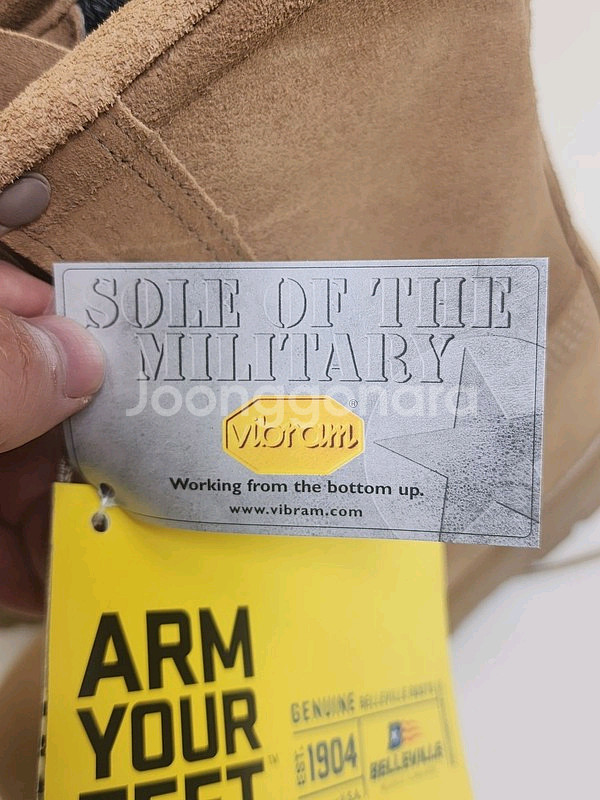 SOLE OF THE
MILITARY
Joonggonara
vibram®
Working from the bottom up.
www.vibram.com
ARM
YOUR
FEET™
GENUINE BELLEVILLE
EST. 1904
BELLEVILLE